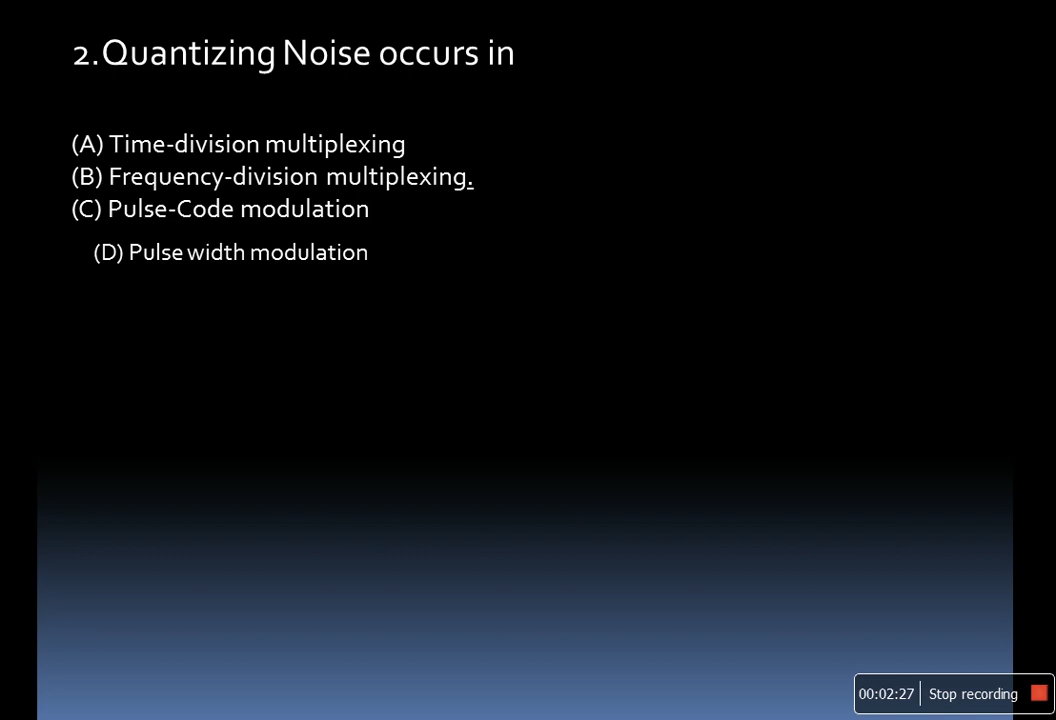 2.Quantizing Noise occurs in
(A) Time-division multiplexing
(B) Frequency-division multiplexing.
(C) Pulse-Code modulation
(D) Pulse width modulation
00:02:27 Stop recording